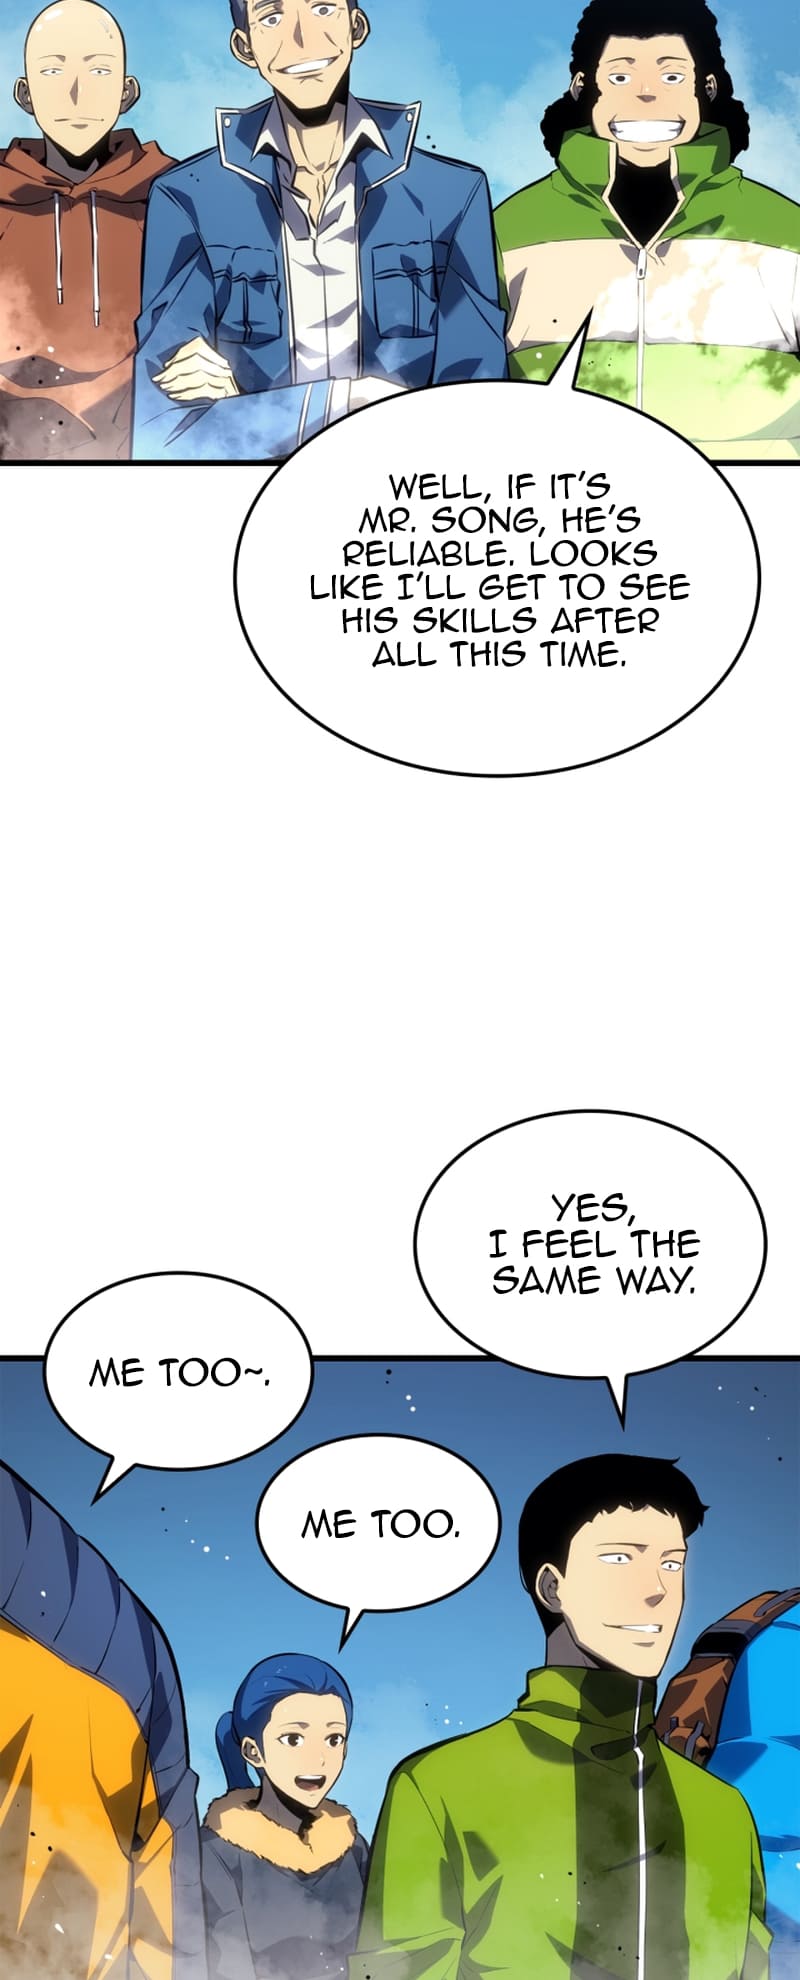 WELL, IF IT'S
MR. SONG, HE'S
RELIABLE. LOOKS
LIKE I'LL GET TO SEE
HIS SKILLS AFTER
ALL THIS TIME.
YES,
I FEEL THE
SAME WAY.
ME TOO~.
ME TOO.